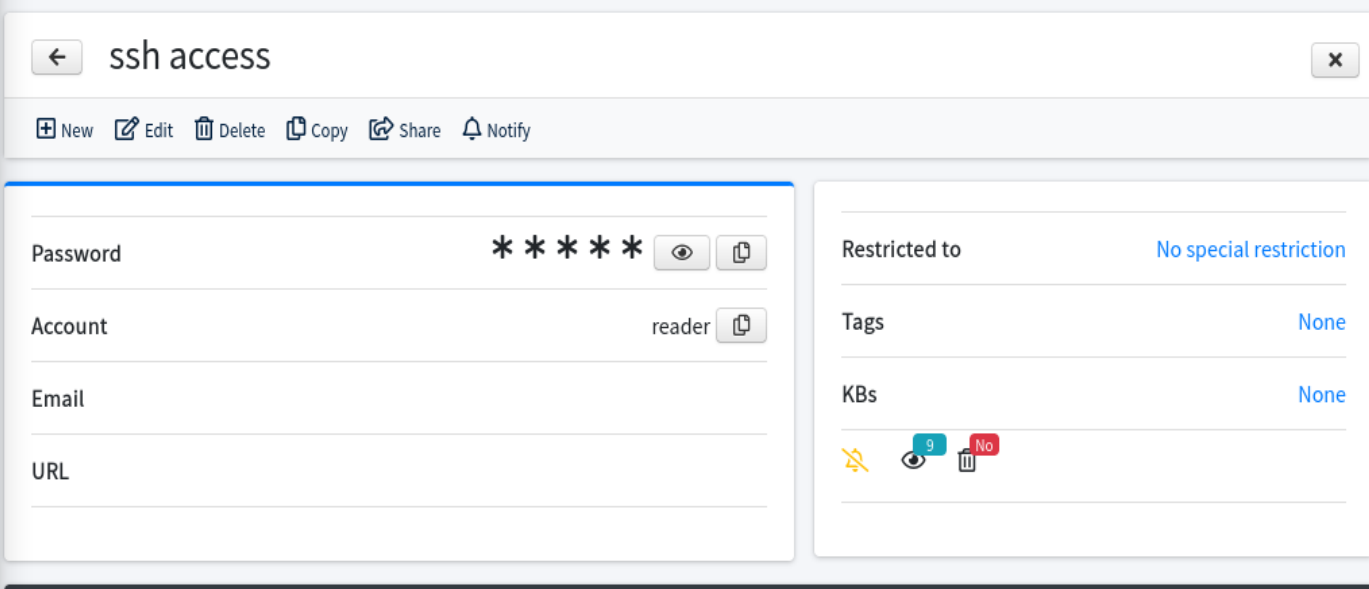 ssh access
New Edit Delete Copy Share Notify
Password *****
Account reader
Email
URL
Restricted to No special restriction
Tags None
KBs None
9 No